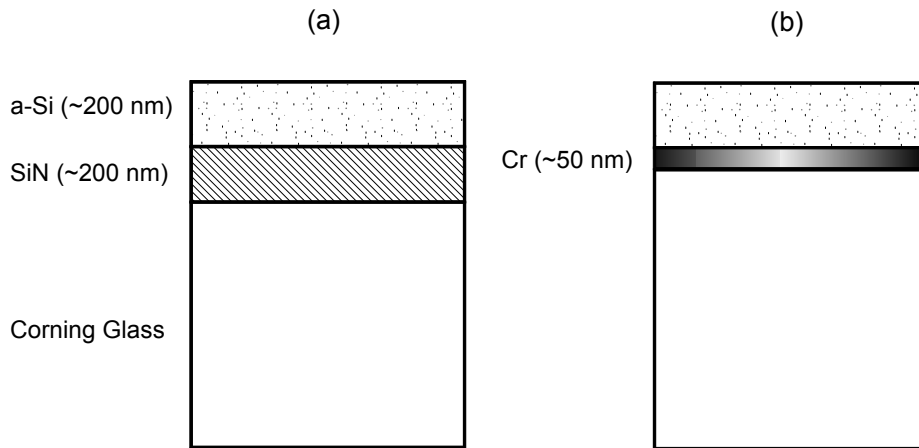 (a)
(b)
a-Si (~200 nm)
SiN (~200 nm)
Cr (~50 nm)
Corning Glass